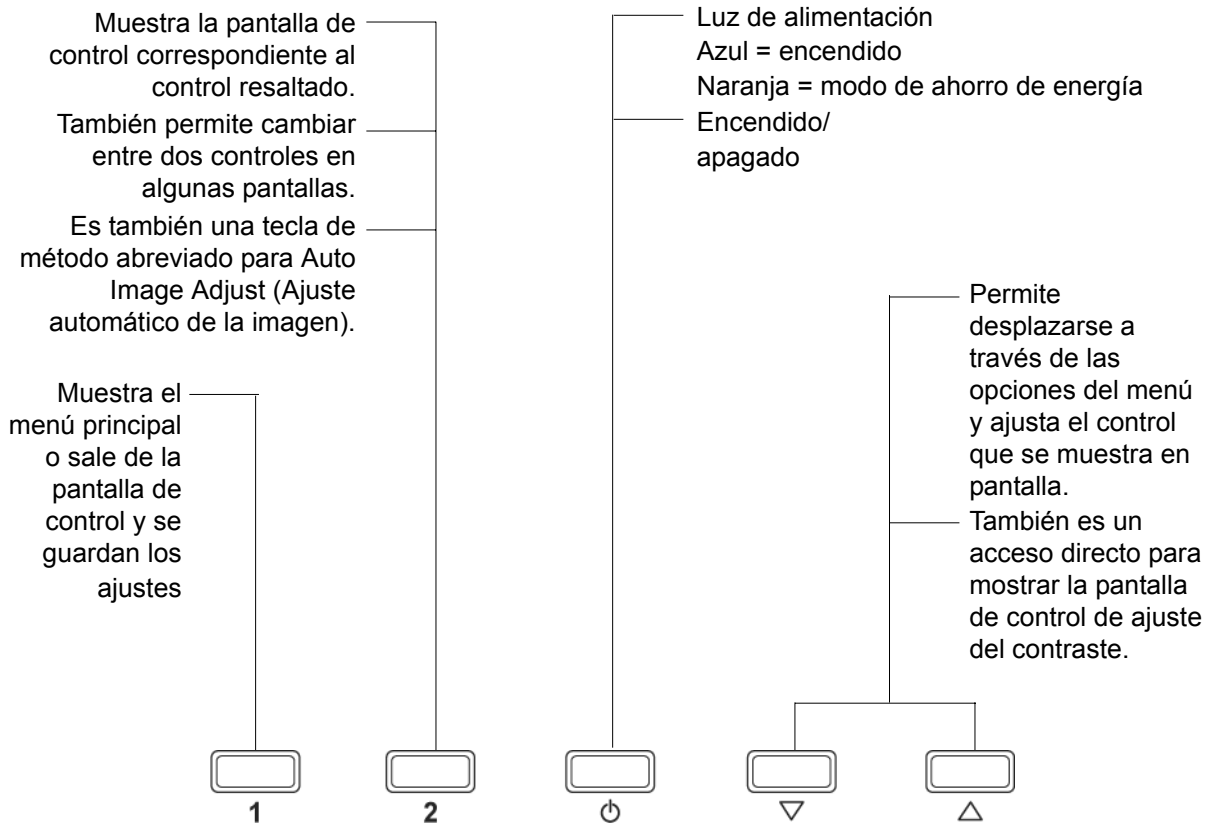 Muestra la pantalla de
control correspondiente al
control resaltado.
También permite cambiar
entre dos controles en
algunas pantallas.
Es también una tecla de
método abreviado para Auto
Image Adjust (Ajuste
automático de la imagen).
Muestra el
menú principal
o sale de la
pantalla de
control y se
guardan los
ajustes
Luz de alimentación
Azul = encendido
Naranja = modo de ahorro de energía
Encendido/
apagado
Permite
desplazarse a
través de las
opciones del menú
y ajusta el control
que se muestra en
pantalla.
También es un
acceso directo para
mostrar la pantalla
de control de ajuste
del contraste.
1
2